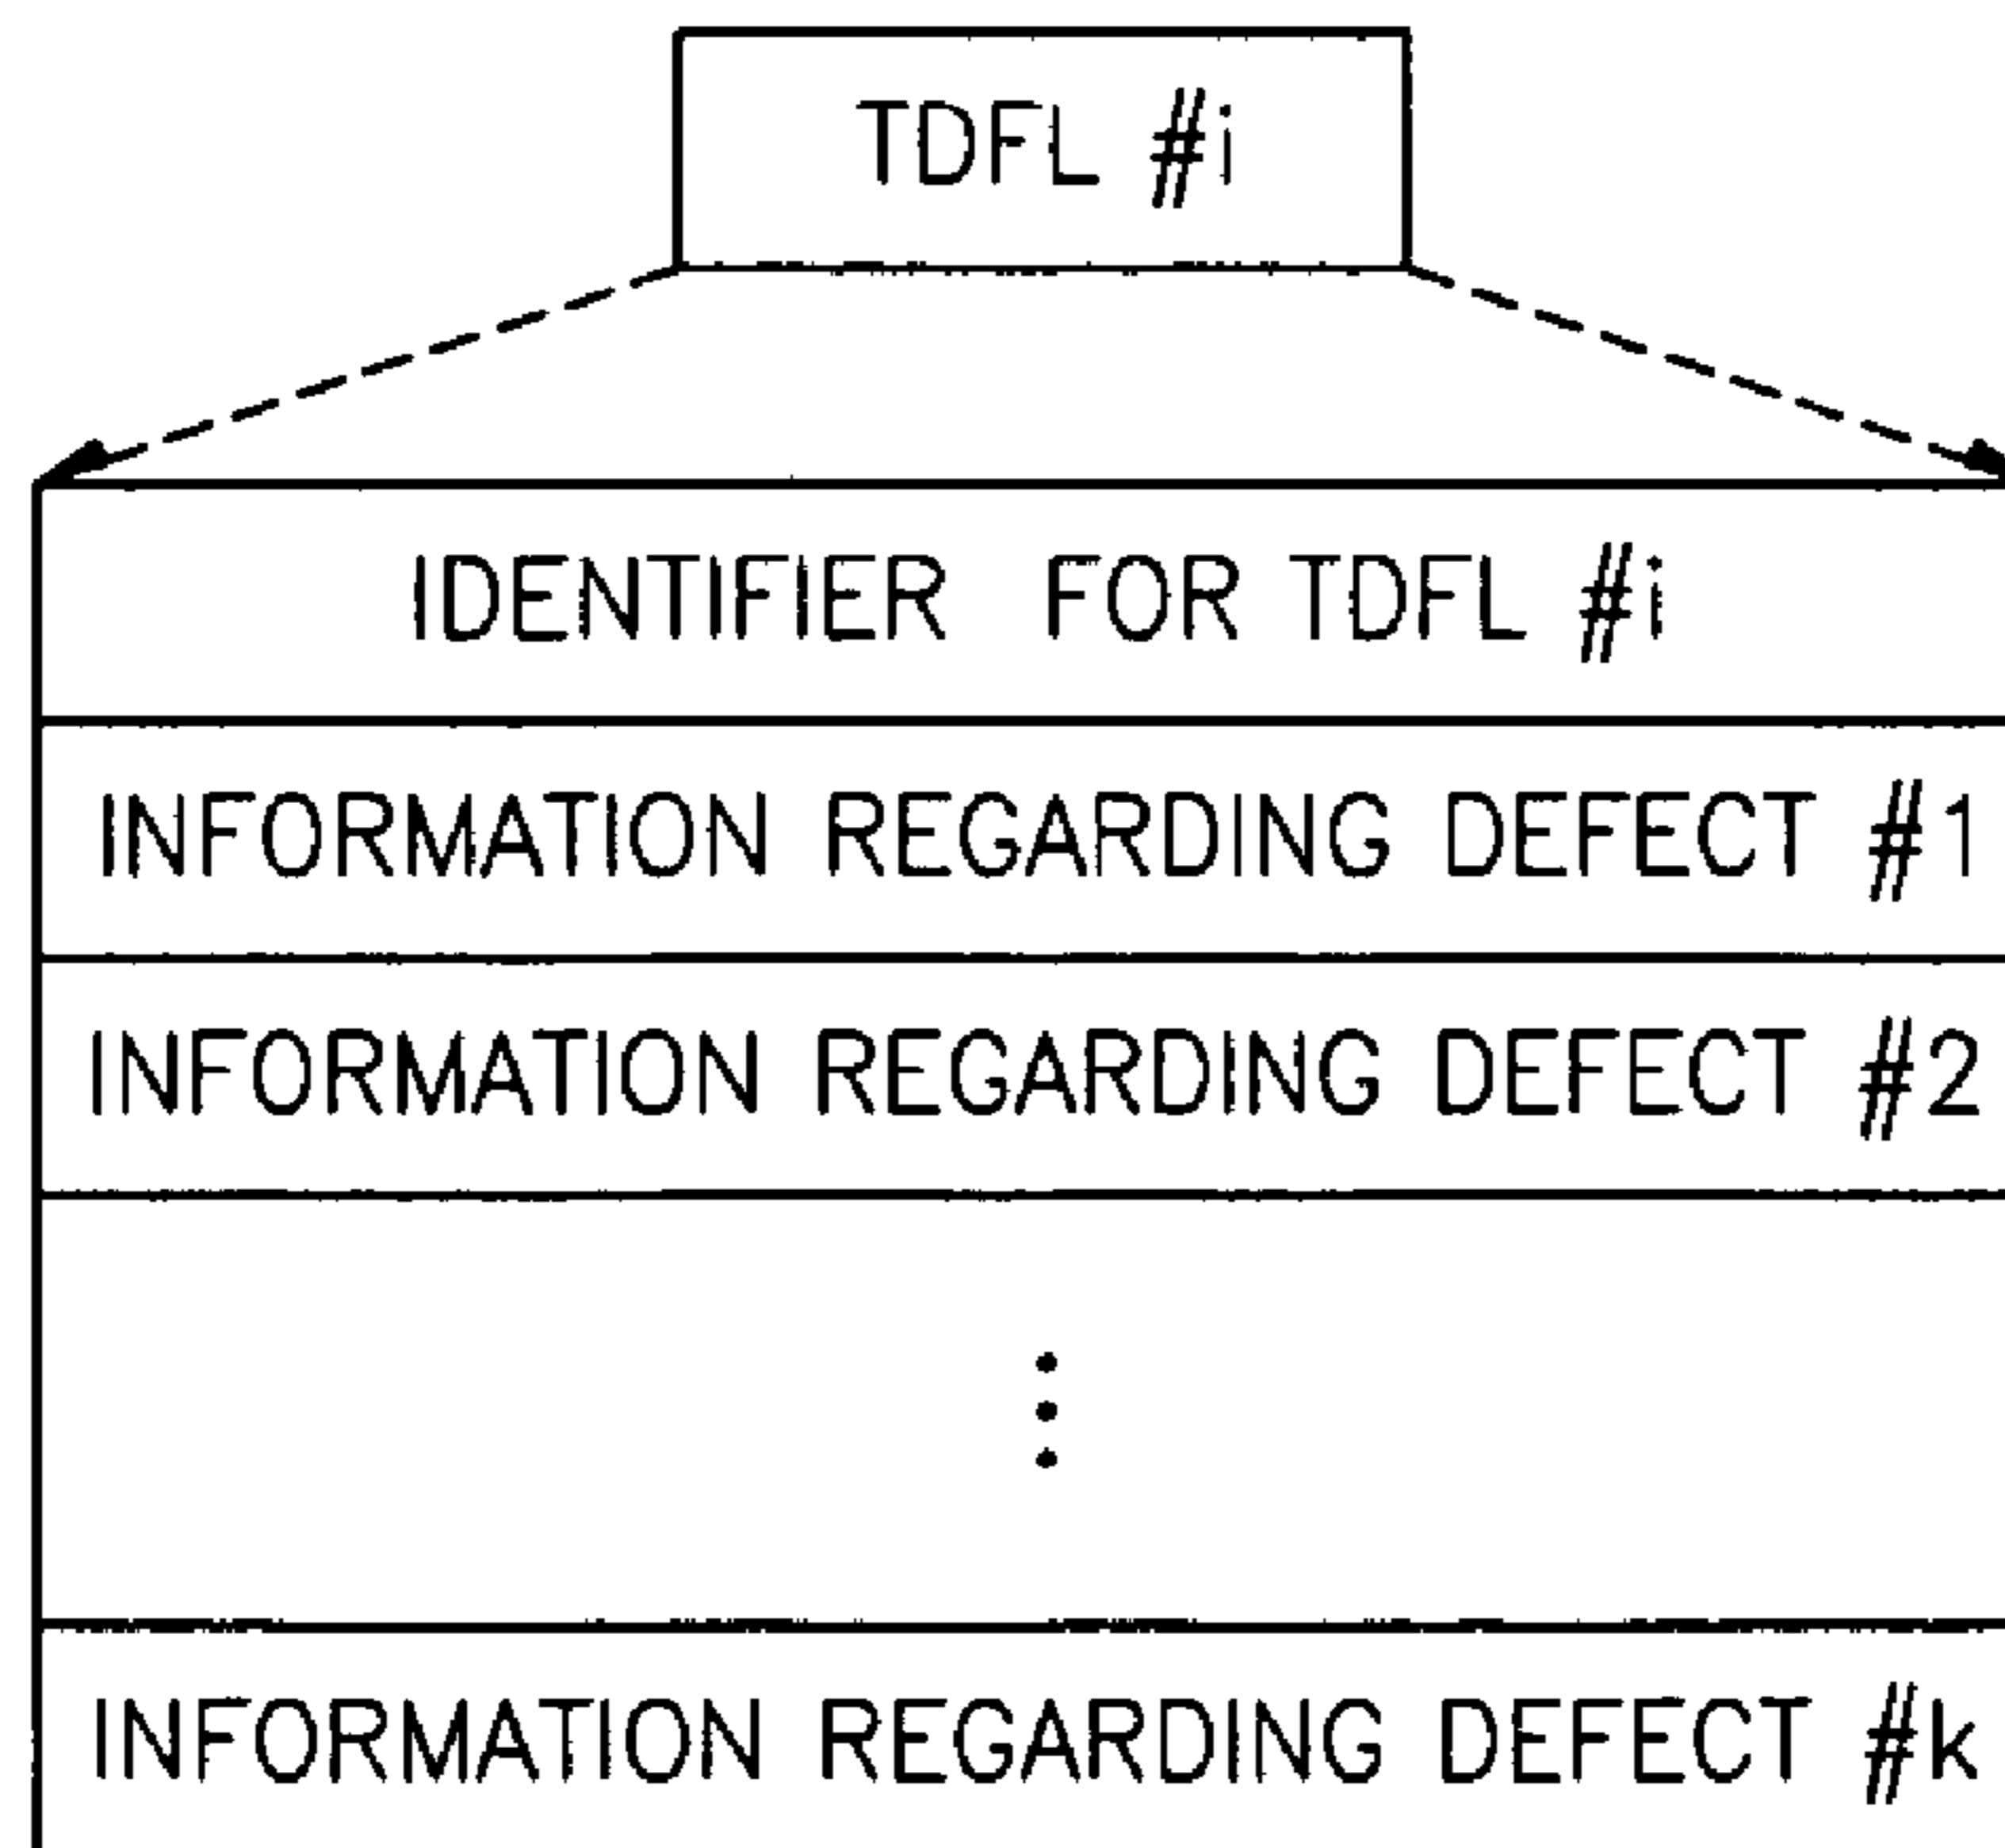 TDFL #i
IDENTIFIER FOR TDFL #i
INFORMATION REGARDING DEFECT #1
INFORMATION REGARDING DEFECT #2
INFORMATION REGARDING DEFECT #k